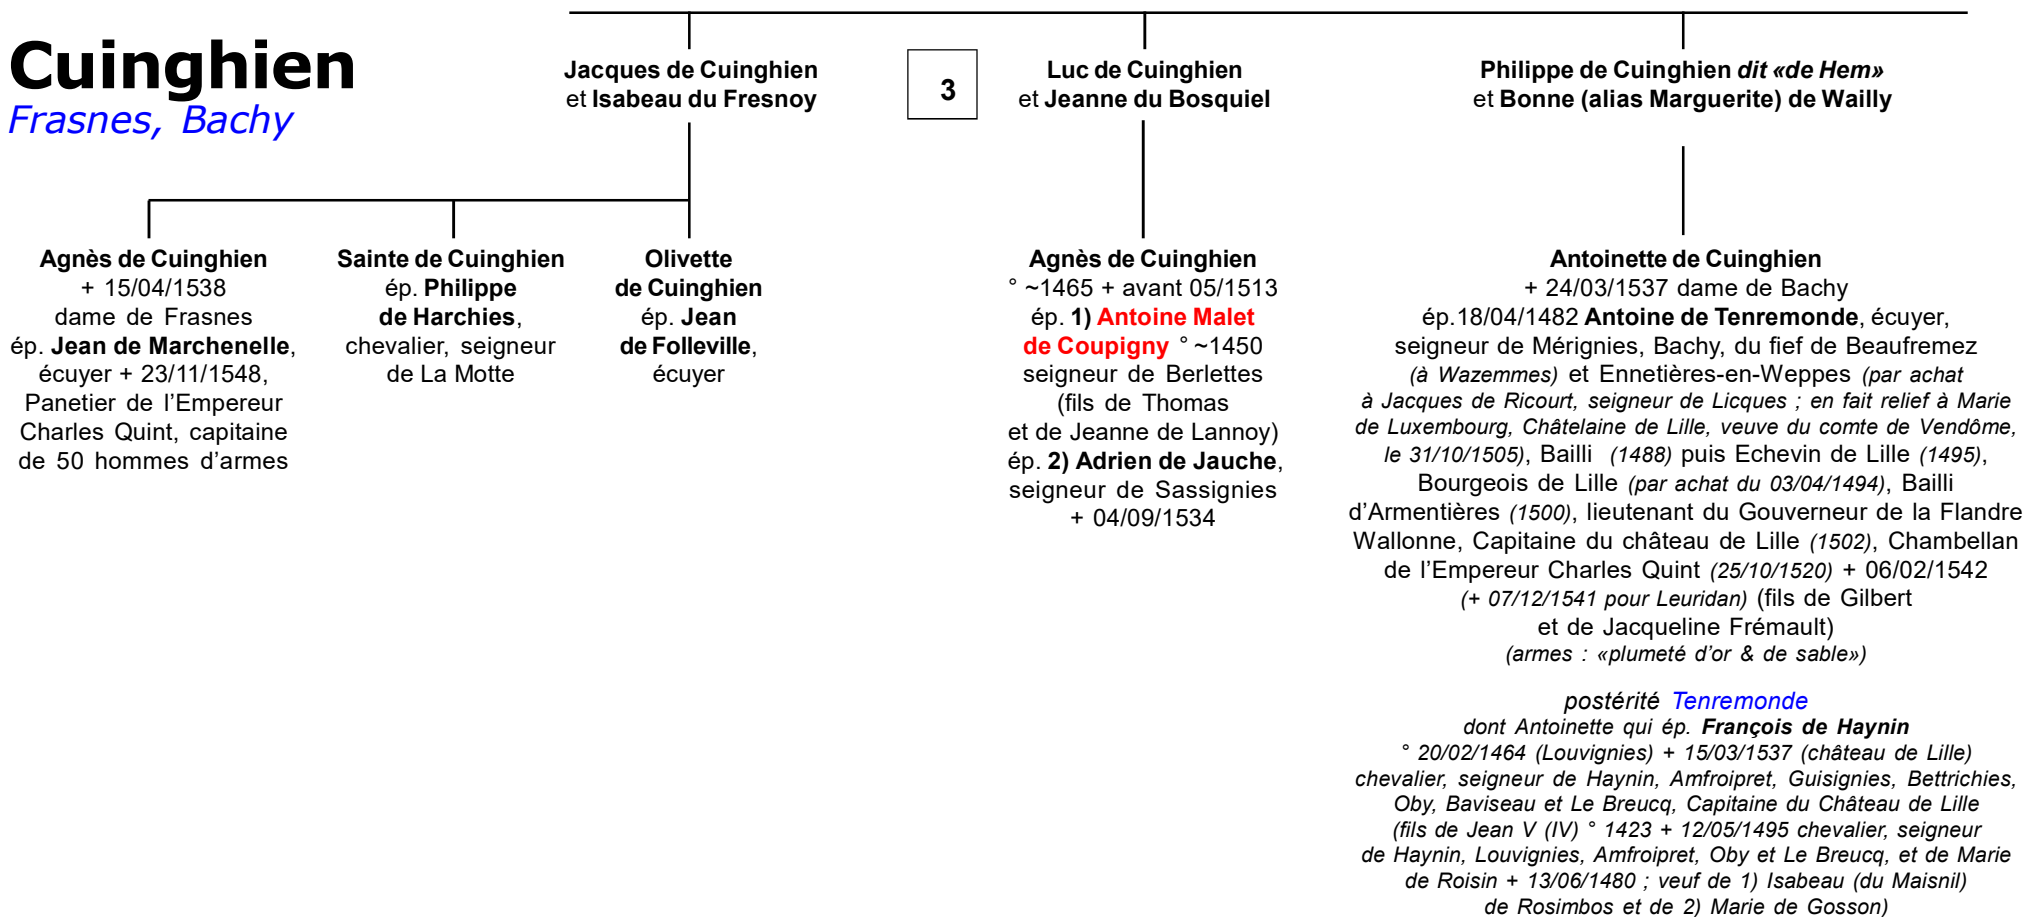 Cuinghien
Frasnes, Bachy
Jacques de Cuinghien
et Isabeau du Fresnoy
3
Luc de Cuinghien
et Jeanne du Bosquiel
Philippe de Cuinghien dit «de Hem»
et Bonne (alias Marguerite) de Wailly
Agnès de Cuinghien
+ 15/04/1538
dame de Frasnes
ép. Jean de Marchenelle,
écuyer + 23/11/1548,
Panetier de l'Empereur
Charles Quint, capitaine
de 50 hommes d'armes
Sainte de Cuinghien
ép. Philippe
de Harchies,
chevalier, seigneur
de La Motte
Olivette
de Cuinghien
ép. Jean
de Folleville,
écuyer
Agnès de Cuinghien
° ~1465 + avant 05/1513
ép. 1) Antoine Malet
de Coupigny ° ~1450
seigneur de Berlettes
(fils de Thomas
et de Jeanne de Lannoy)
ép. 2) Adrien de Jauche,
seigneur de Sassignies
+ 04/09/1534
Antoinette de Cuinghien
+ 24/03/1537 dame de Bachy
ép.18/04/1482 Antoine de Tenremonde, écuyer,
seigneur de Mérignies, Bachy, du fief de Beaufremez
(à Wazemmes) et Ennetières-en-Weppes (par achat
à Jacques de Ricourt, seigneur de Licques ; en fait relief à Marie
de Luxembourg, Châtelaine de Lille, veuve du comte de Vendôme,
le 31/10/1505), Bailli (1488) puis Echevin de Lille (1495),
Bourgeois de Lille (par achat du 03/04/1494), Bailli
d'Armentières (1500), lieutenant du Gouverneur de la Flandre
Wallonne, Capitaine du château de Lille (1502), Chambellan
de l'Empereur Charles Quint (25/10/1520) + 06/02/1542
(+ 07/12/1541 pour Leuridan) (fils de Gilbert
et de Jacqueline Frémault)
(armes : «plumeté d'or & de sable»)
postérité Tenremonde
dont Antoinette qui ép. François de Haynin
° 20/02/1464 (Louvignies) + 15/03/1537 (château de Lille)
chevalier, seigneur de Haynin, Amfroipret, Guisignies, Bettrichies,
Oby, Baviseau et Le Breucq, Capitaine du Château de Lille
(fils de Jean V (IV) ° 1423 + 12/05/1495 chevalier, seigneur
de Haynin, Louvignies, Amfroipret, Oby et Le Breucq, et de Marie
de Roisin + 13/06/1480 ; veuf de 1) Isabeau (du Maisnil)
de Rosimbos et de 2) Marie de Gosson)